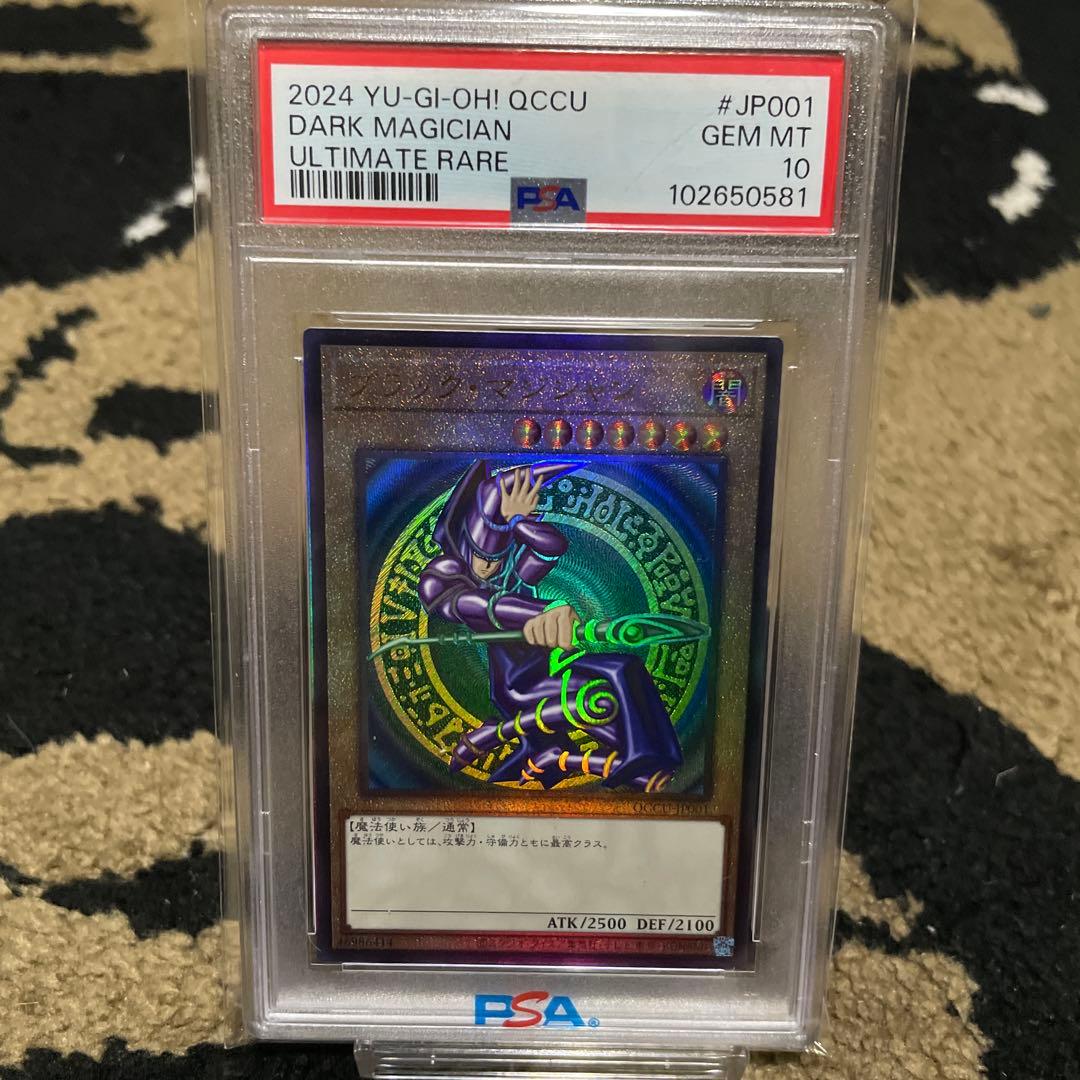 2024 YU-GI-OH! QCCU #JP001
DARK MAGICIAN GEM MT
ULTIMATE RARE 10
PSA 102650581
ブラック・マジシャン
闇
QCCU-JP001
【魔法使い族/通常】
魔法使いとしては、攻撃力・守備力ともに最高クラス。
ATK/2500 DEF/2100
46986414
PSA®